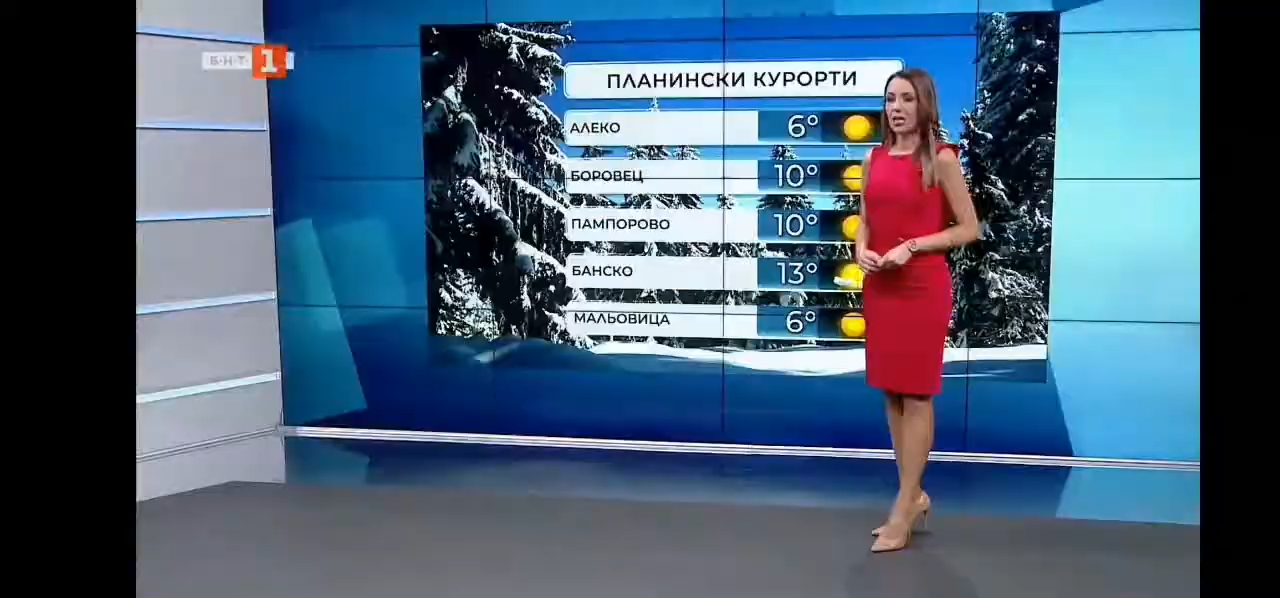 БНТ 1
ПЛАНИНСКИ КУРОРТИ
АЛЕКО 6°
БОРОВЕЦ 10°
ПАМПОРОВО 10°
БАНСКО 13°
МАЛЬОВИЦА 6°